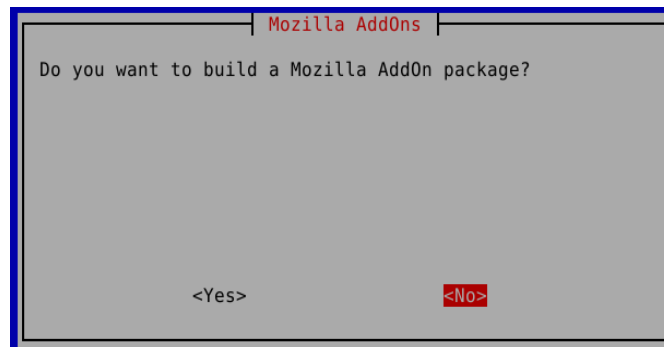 Mozilla AddOns
Do you want to build a Mozilla AddOn package?
<Yes> <No>